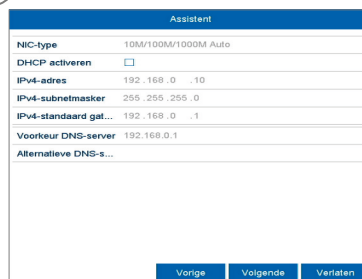 Assistent
NIC-type 10M/100M/1000M Auto
DHCP activeren
IPv4-adres 192 .168 .0 .10
IPv4-subnetmasker 255 .255 .255 .0
IPv4-standaard gat... 192 .168 .0 .1
Voorkeur DNS-server 192.168.0.1
Alternatieve DNS-s...
Vorige Volgende Verlaten